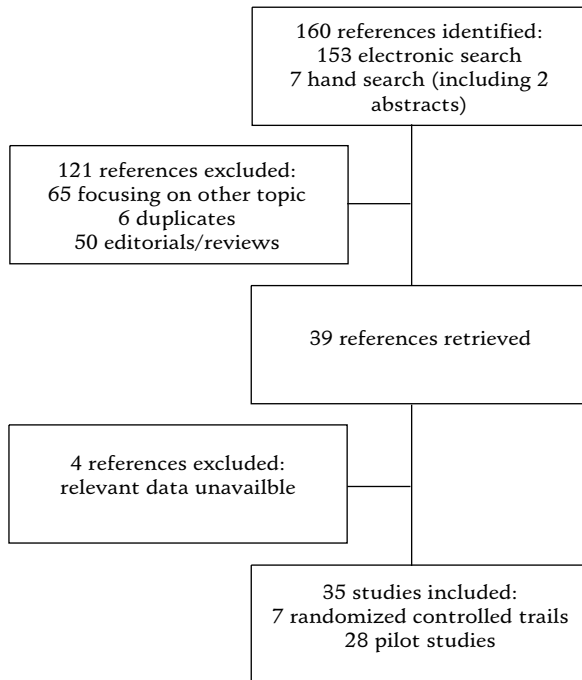 160 references identified:
153 electronic search
7 hand search (including 2
abstracts)
121 references excluded:
65 focusing on other topic
6 duplicates
50 editorials/reviews
39 references retrieved
4 references excluded:
relevant data unavailble
35 studies included:
7 randomized controlled trails
28 pilot studies